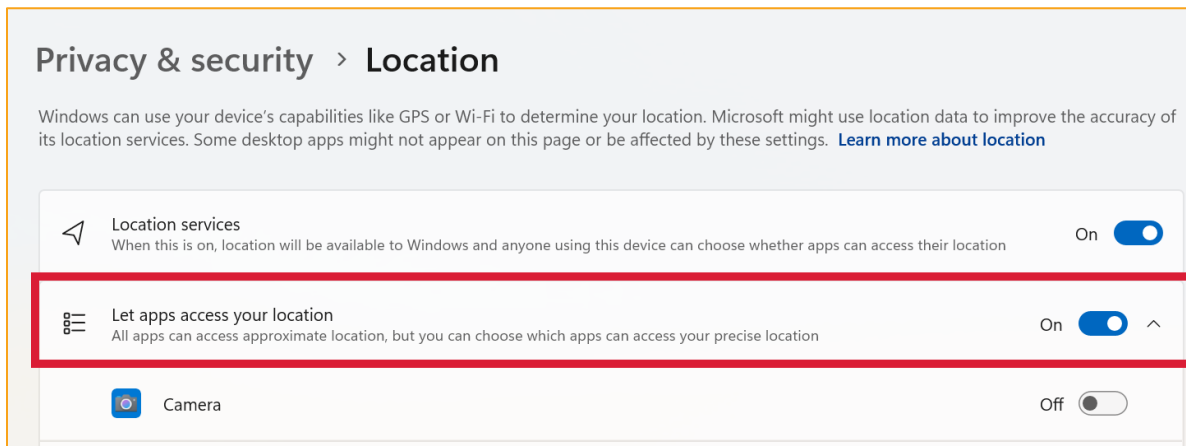 Privacy & security > Location
Windows can use your device's capabilities like GPS or Wi-Fi to determine your location. Microsoft might use location data to improve the accuracy of
its location services. Some desktop apps might not appear on this page or be affected by these settings. Learn more about location
Location services
When this is on, location will be available to Windows and anyone using this device can choose whether apps can access their location
On
Let apps access your location
All apps can access approximate location, but you can choose which apps can access your precise location
On
Camera
Off